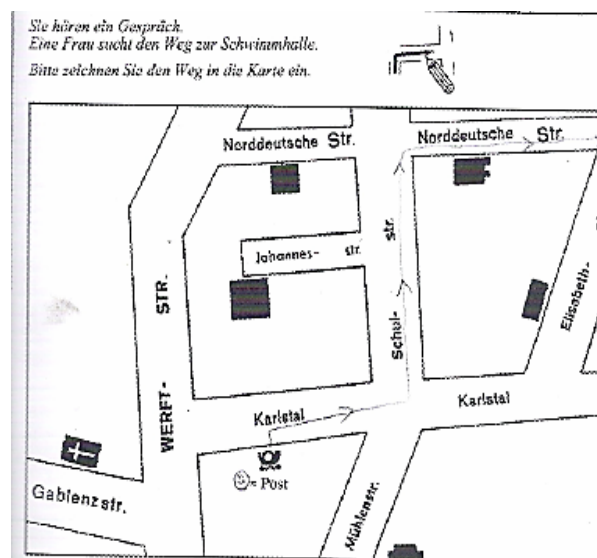 Sie hören ein Gespräch.
Eine Frau sucht den Weg zur Schwimmhalle.
Bitte zeichnen Sie den Weg in die Karte ein.
Norddeutsche Str.
Norddeutsche Str.
Johannes- str.
Schul- str.
WERFT- STR.
Elisabeth-
Karlstal
Karlstal
= Post
Gablenzstr.
Mühlenstr.